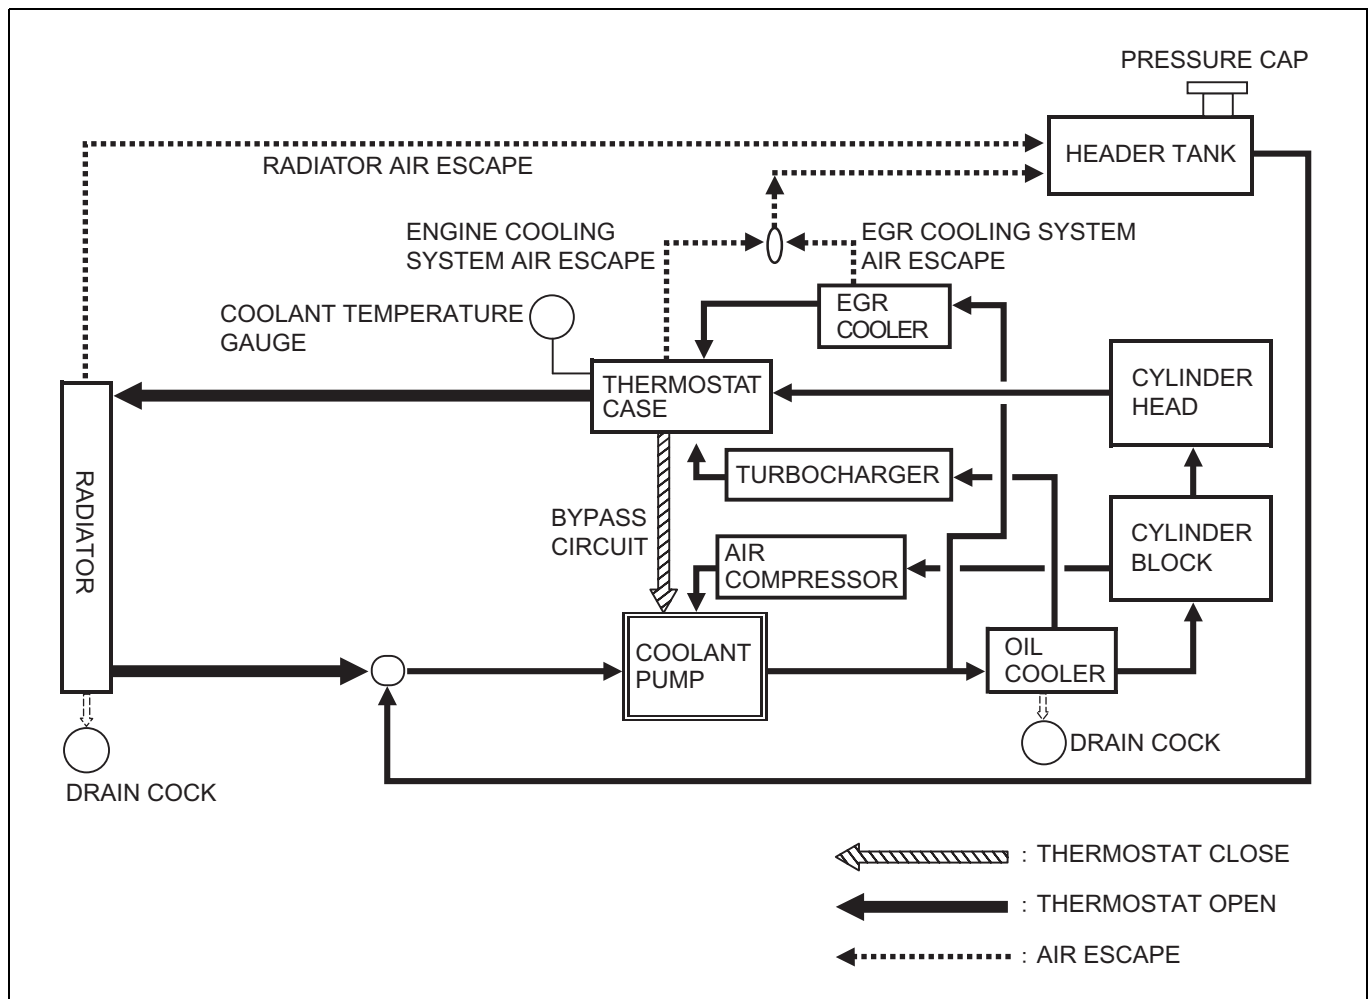 PRESSURE CAP
HEADER TANK
RADIATOR AIR ESCAPE
ENGINE COOLING
SYSTEM AIR ESCAPE
EGR COOLING SYSTEM
AIR ESCAPE
COOLANT TEMPERATURE
GAUGE
EGR
COOLER
THERMOSTAT
CASE
CYLINDER
HEAD
RADIATOR
TURBOCHARGER
BYPASS
CIRCUIT
AIR
COMPRESSOR
CYLINDER
BLOCK
COOLANT
PUMP
OIL
COOLER
DRAIN COCK
DRAIN COCK
: THERMOSTAT CLOSE
: THERMOSTAT OPEN
: AIR ESCAPE